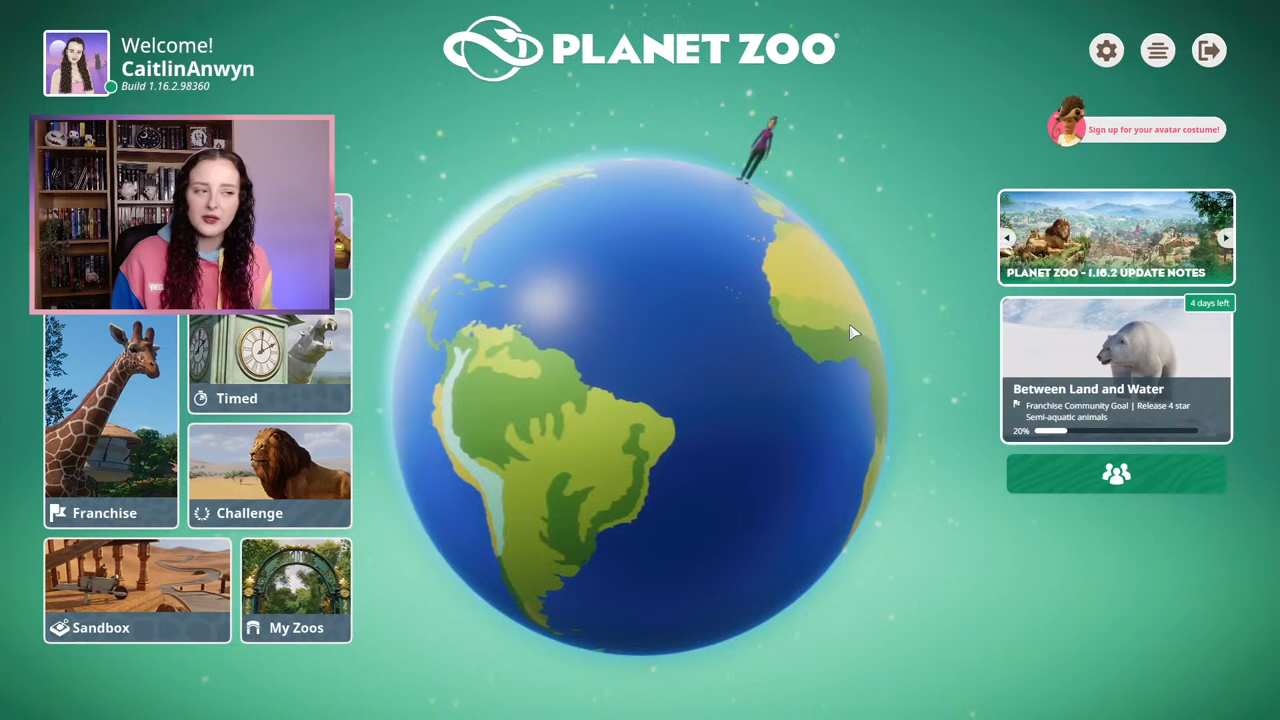 Welcome!
CaitlinAnwyn
Build 1.16.2.98360
PLANET ZOO
Sign up for your avatar costume!
PLANET ZOO - 1.16.2 UPDATE NOTES
4 days left
Between Land and Water
Franchise Community Goal | Release 4 star
Semi-aquatic animals
20%
Timed
Franchise
Challenge
Sandbox
My Zoos